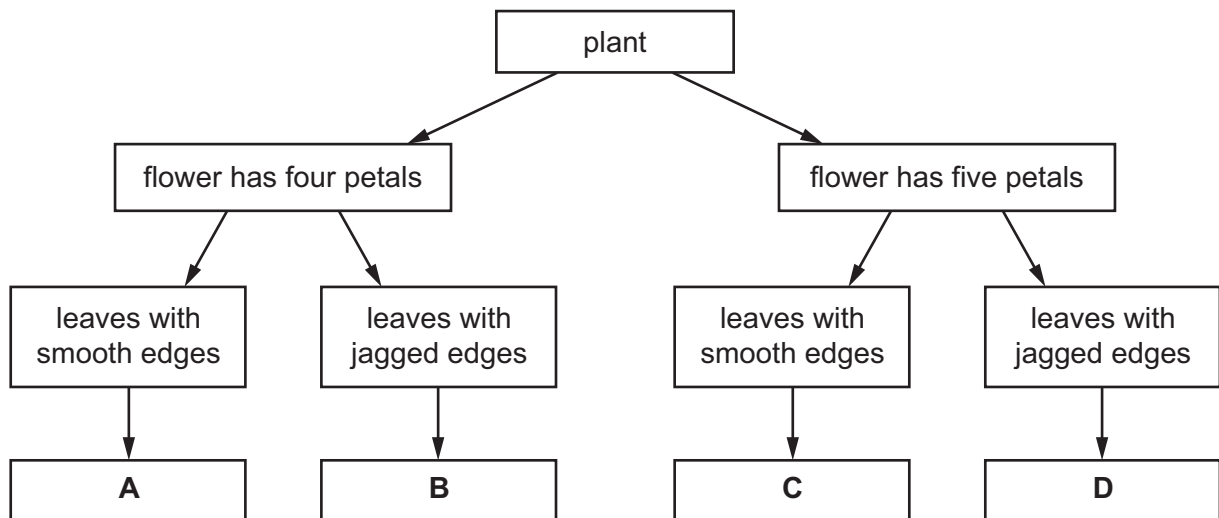 plant
flower has four petals
flower has five petals
leaves with
smooth edges
leaves with
jagged edges
leaves with
smooth edges
leaves with
jagged edges
A
B
C
D